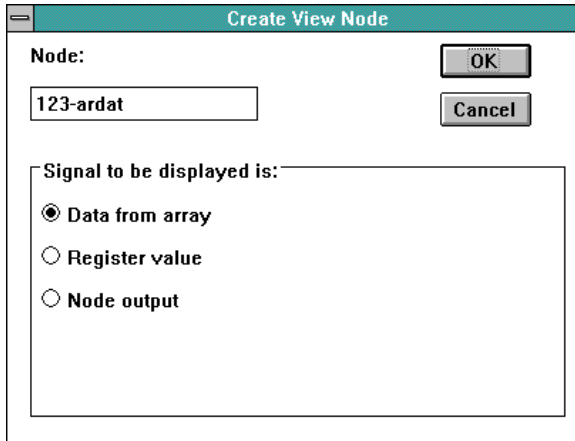 Create View Node
Node:
OK
123-ardat
Cancel
Signal to be displayed is:
Data from array
Register value
Node output